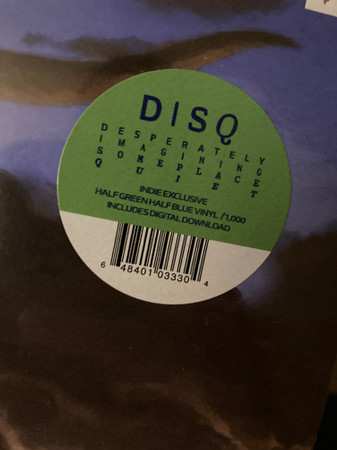 DISQ
DESPERATELY
IMAGINING
SOMEPLACE
QUIET
INDIE EXCLUSIVE
HALF GREEN HALF BLUE VINYL /1,000
INCLUDES DIGITAL DOWNLOAD
6 48401 03330 4